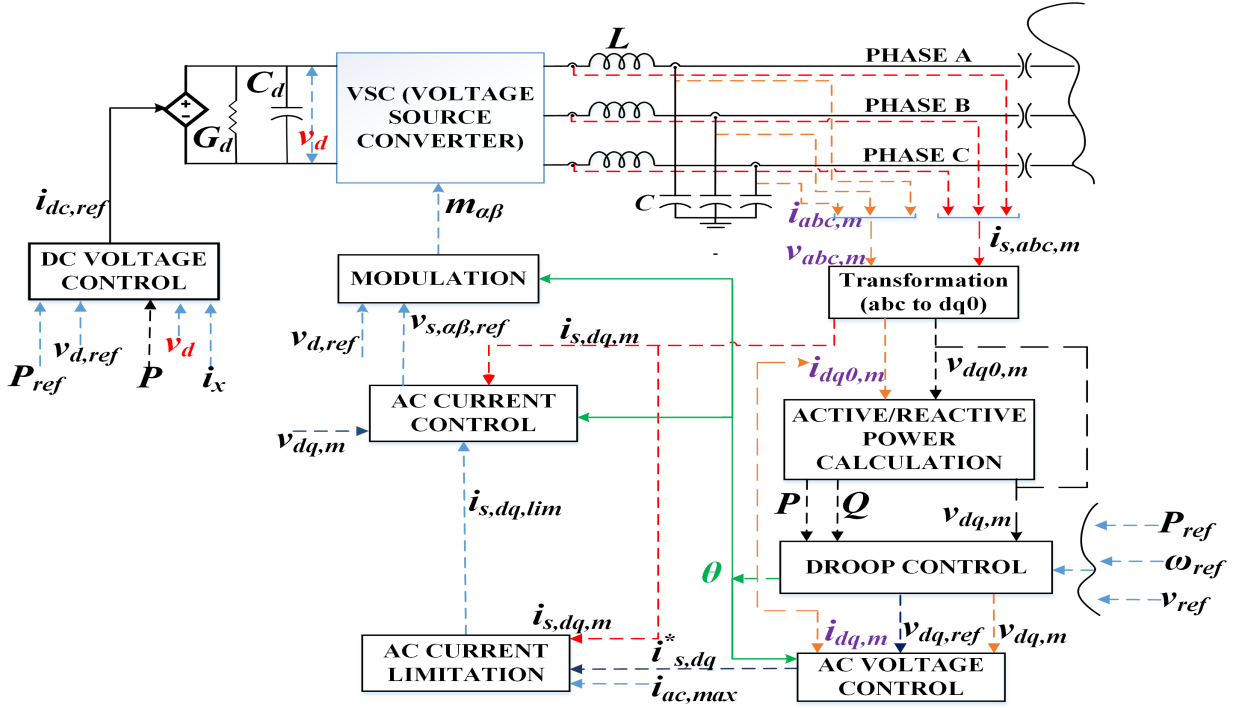 L
PHASE A
C_d
VSC (VOLTAGE
SOURCE
CONVERTER)
PHASE B
G_d
v_d
PHASE C
i_dc,ref
m_αβ
C
i_abc,m
v_abc,m
i_s,abc,m
DC VOLTAGE
CONTROL
MODULATION
Transformation
(abc to dq0)
P_ref
v_d,ref
P
v_d
i_x
v_d,ref
v_s,αβ,ref
i_s,dq,m
i_dq0,m
v_dq0,m
AC CURRENT
CONTROL
ACTIVE/REACTIVE
POWER
CALCULATION
v_dq,m
i_s,dq,lim
P
Q
v_dq,m
P_ref
ω_ref
v_ref
DROOP CONTROL
θ
i_s,dq,m
i_dq,m
v_dq,ref
v_dq,m
AC CURRENT
LIMITATION
i*_s,dq
i_ac,max
AC VOLTAGE
CONTROL